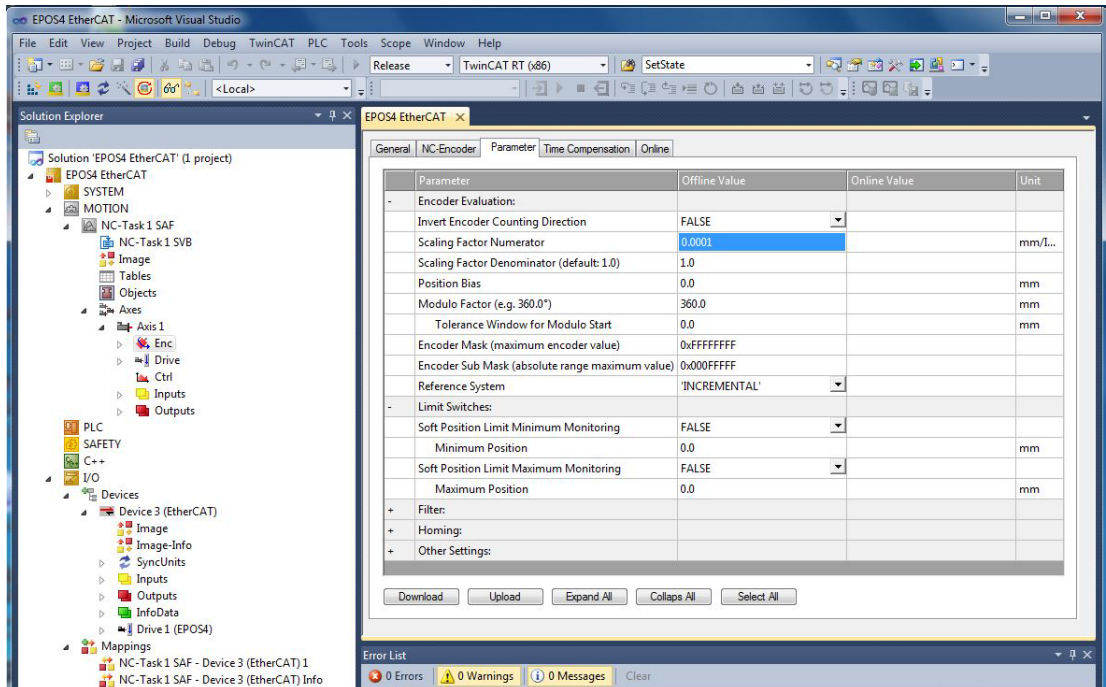 EPOS4 EtherCAT - Microsoft Visual Studio
File Edit View Project Build Debug TwinCAT PLC Tools Scope Window Help
Release TwinCAT RT (x86) SetState
<Local>
Solution Explorer
Solution 'EPOS4 EtherCAT' (1 project)
EPOS4 EtherCAT
SYSTEM
MOTION
NC-Task 1 SAF
NC-Task 1 SVB
Image
Tables
Objects
Axes
Axis 1
Enc
Drive
Ctrl
Inputs
Outputs
PLC
SAFETY
C++
I/O
Devices
Device 3 (EtherCAT)
Image
Image-Info
SyncUnits
Inputs
Outputs
InfoData
Drive 1 (EPOS4)
Mappings
NC-Task 1 SAF - Device 3 (EtherCAT) 1
NC-Task 1 SAF - Device 3 (EtherCAT) Info
EPOS4 EtherCAT
General NC-Encoder Parameter Time Compensation Online
Parameter Offline Value Online Value Unit
- Encoder Evaluation:
Invert Encoder Counting Direction FALSE
Scaling Factor Numerator 0.0001 mm/I...
Scaling Factor Denominator (default: 1.0) 1.0
Position Bias 0.0 mm
Modulo Factor (e.g. 360.0°) 360.0 mm
Tolerance Window for Modulo Start 0.0 mm
Encoder Mask (maximum encoder value) 0xFFFFFFFF
Encoder Sub Mask (absolute range maximum value) 0x000FFFFF
Reference System 'INCREMENTAL'
- Limit Switches:
Soft Position Limit Minimum Monitoring FALSE
Minimum Position 0.0 mm
Soft Position Limit Maximum Monitoring FALSE
Maximum Position 0.0 mm
+ Filter:
+ Homing:
+ Other Settings:
Download Upload Expand All Collaps All Select All
Error List
0 Errors 0 Warnings 0 Messages Clear